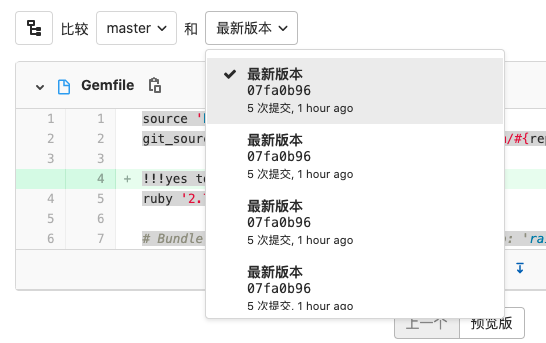 比较 master 和 最新版本
Gemfile
最新版本
07fa0b96
5 次提交, 1 hour ago
最新版本
07fa0b96
5 次提交, 1 hour ago
最新版本
07fa0b96
5 次提交, 1 hour ago
最新版本
07fa0b96
5 次提交, 1 hour ago
1 1 source '
2 2 git_sour /#{rep
3 3
4 + !!!yes to
4 5 ruby '2.
5 6
6 7 # Bundle : 'rai
上一个 预览版